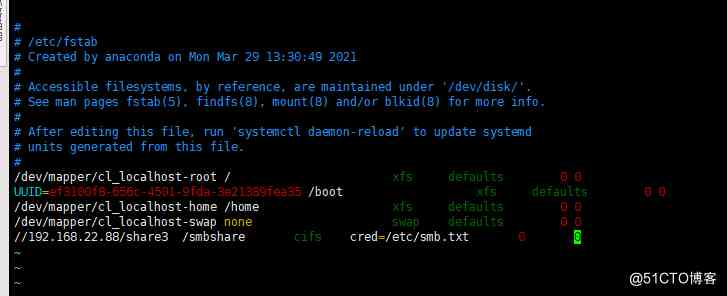 #
# /etc/fstab
# Created by anaconda on Mon Mar 29 13:30:49 2021
#
# Accessible filesystems, by reference, are maintained under '/dev/disk/'.
# See man pages fstab(5), findfs(8), mount(8) and/or blkid(8) for more info.
#
# After editing this file, run 'systemctl daemon-reload' to update systemd
# units generated from this file.
#
/dev/mapper/cl_localhost-root / xfs defaults 0 0
UUID=ef3100f8-656c-4591-9fda-3e21389fea35 /boot xfs defaults 0 0
/dev/mapper/cl_localhost-home /home xfs defaults 0 0
/dev/mapper/cl_localhost-swap none swap defaults 0 0
//192.168.22.88/share3 /smbshare cifs cred=/etc/smb.txt 0 0
~
~
~
@51CTO博客